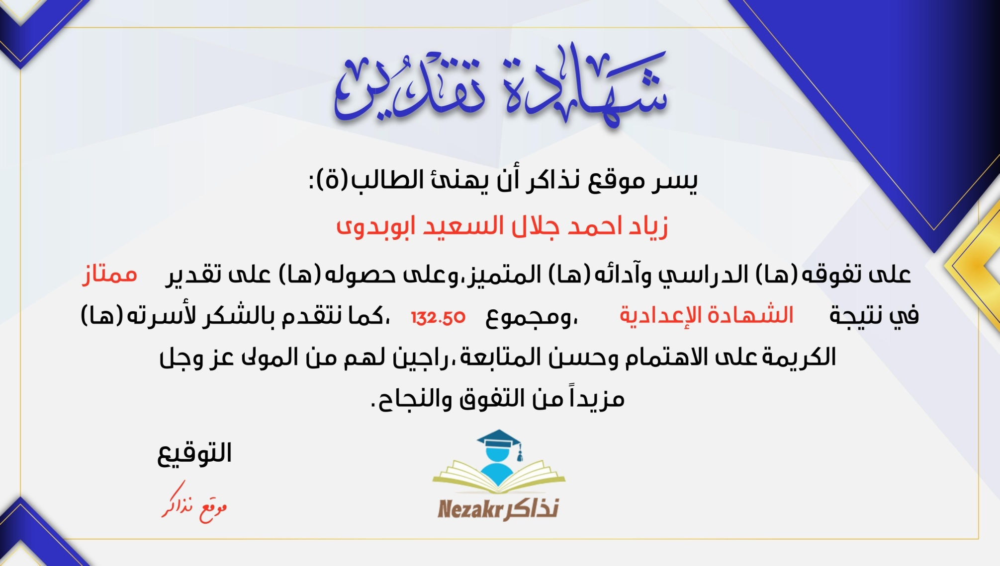 شهادة تقدير
يسر موقع نذاكر أن يهنئ الطالب(ة):
زياد احمد جلال السعيد ابوبدوى
على تفوقه(ها) الدراسي وآدائه(ها) المتميز،وعلى حصوله(ها) على تقدير ممتاز
في نتيجة الشهادة الإعدادية ،ومجموع 132.50 ،كما نتقدم بالشكر لأسرته(ها)
الكريمة على الاهتمام وحسن المتابعة،راجين لهم من المولى عز وجل
مزيداً من التفوق والنجاح.
التوقيع
موقع نذاكر
نذاكر Nezakr